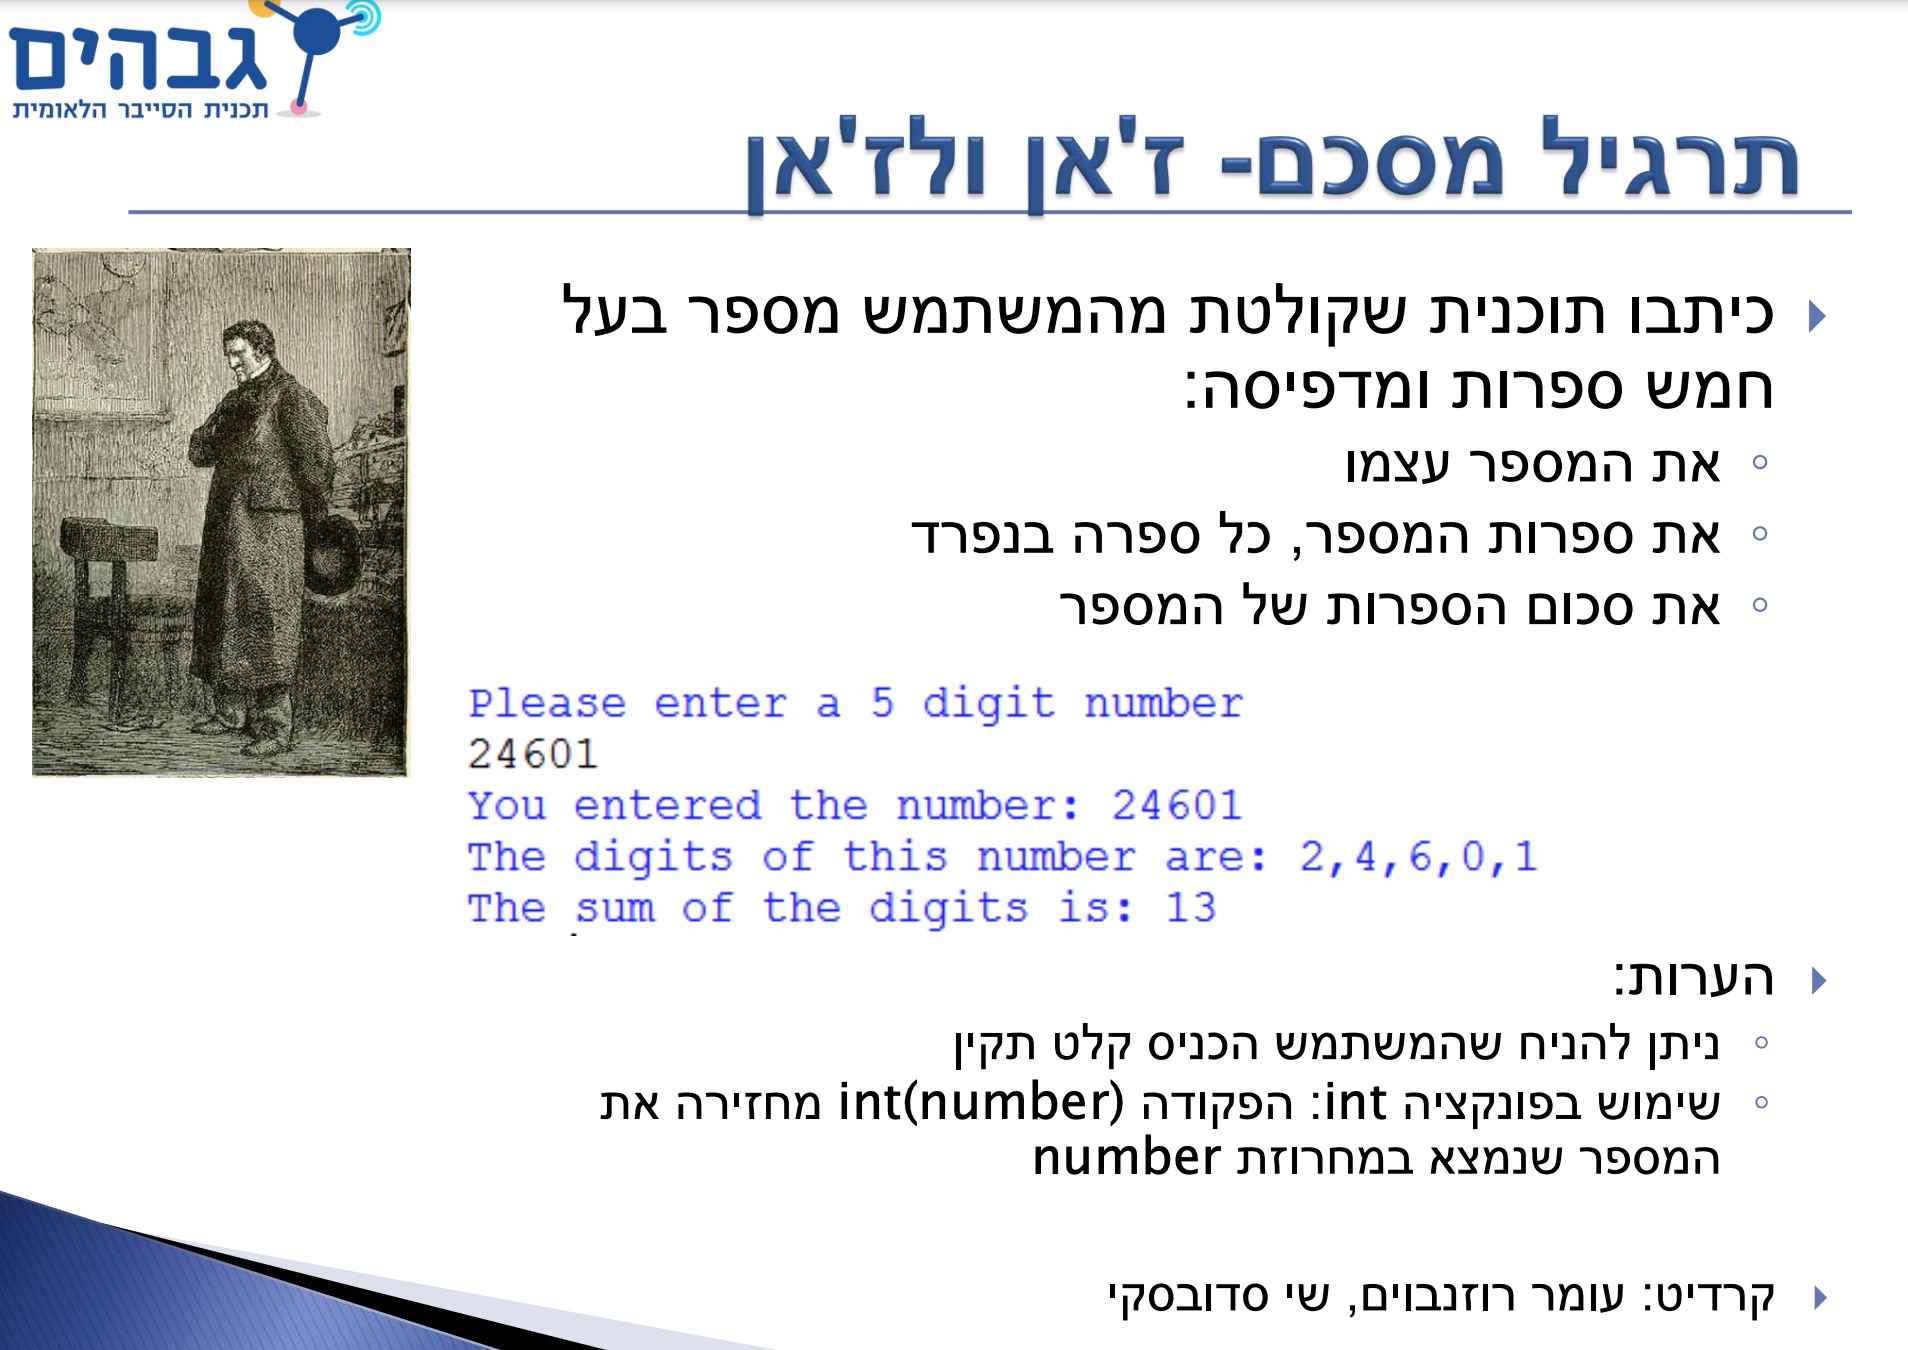 גבהים
תכנית הסייבר הלאומית
תרגיל מסכם- ז'אן ולז'אן
כיתבו תוכנית שקולטת מהמשתמש מספר בעל
חמש ספרות ומדפיסה:
את המספר עצמו
את ספרות המספר, כל ספרה בנפרד
את סכום הספרות של המספר
Please enter a 5 digit number
24601
You entered the number: 24601
The digits of this number are: 2,4,6,0,1
The sum of the digits is: 13
הערות:
ניתן להניח שהמשתמש הכניס קלט תקין
שימוש בפונקציה int: הפקודה int(number) מחזירה את
המספר שנמצא במחרוזת number
קרדיט: עומר רוזנבוים, שי סדובסקי